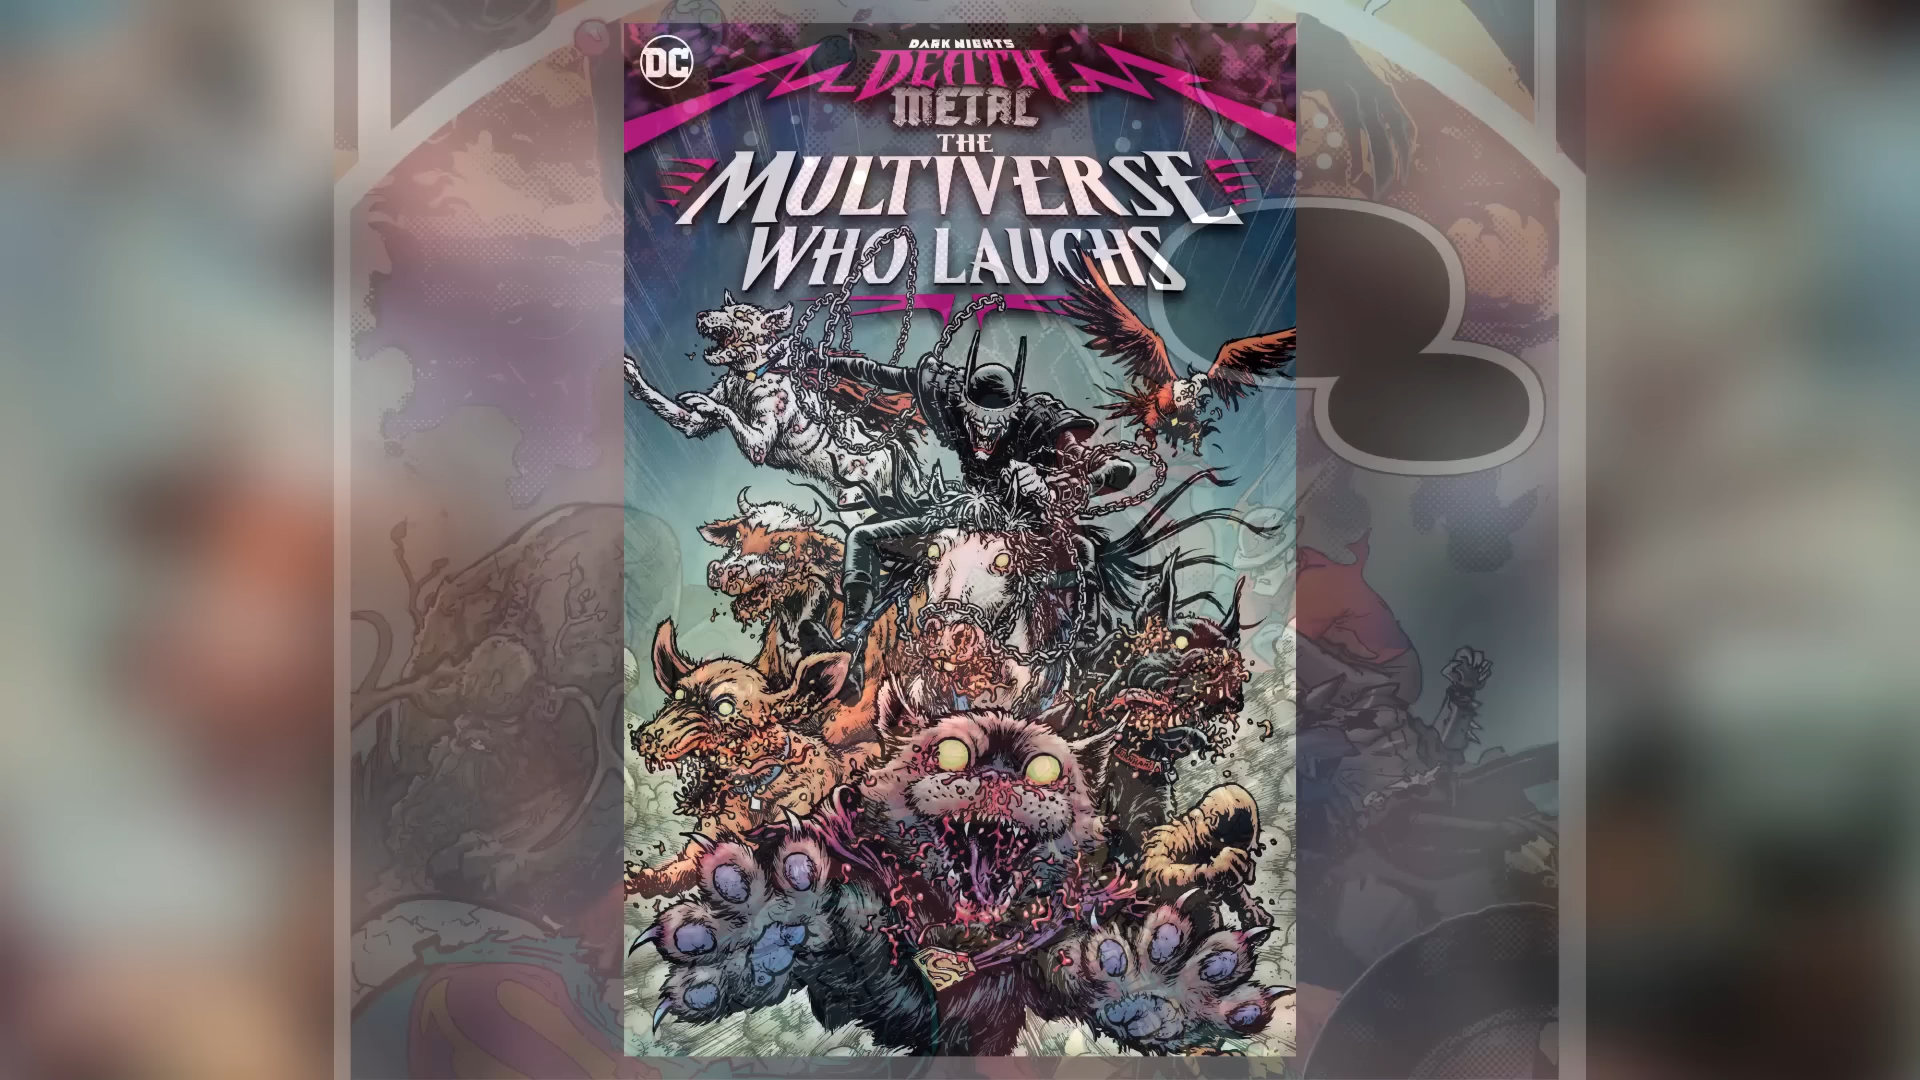 DC
DARK NIGHTS
DEATH
METAL
THE
MULTIVERSE
WHO LAUGHS
S